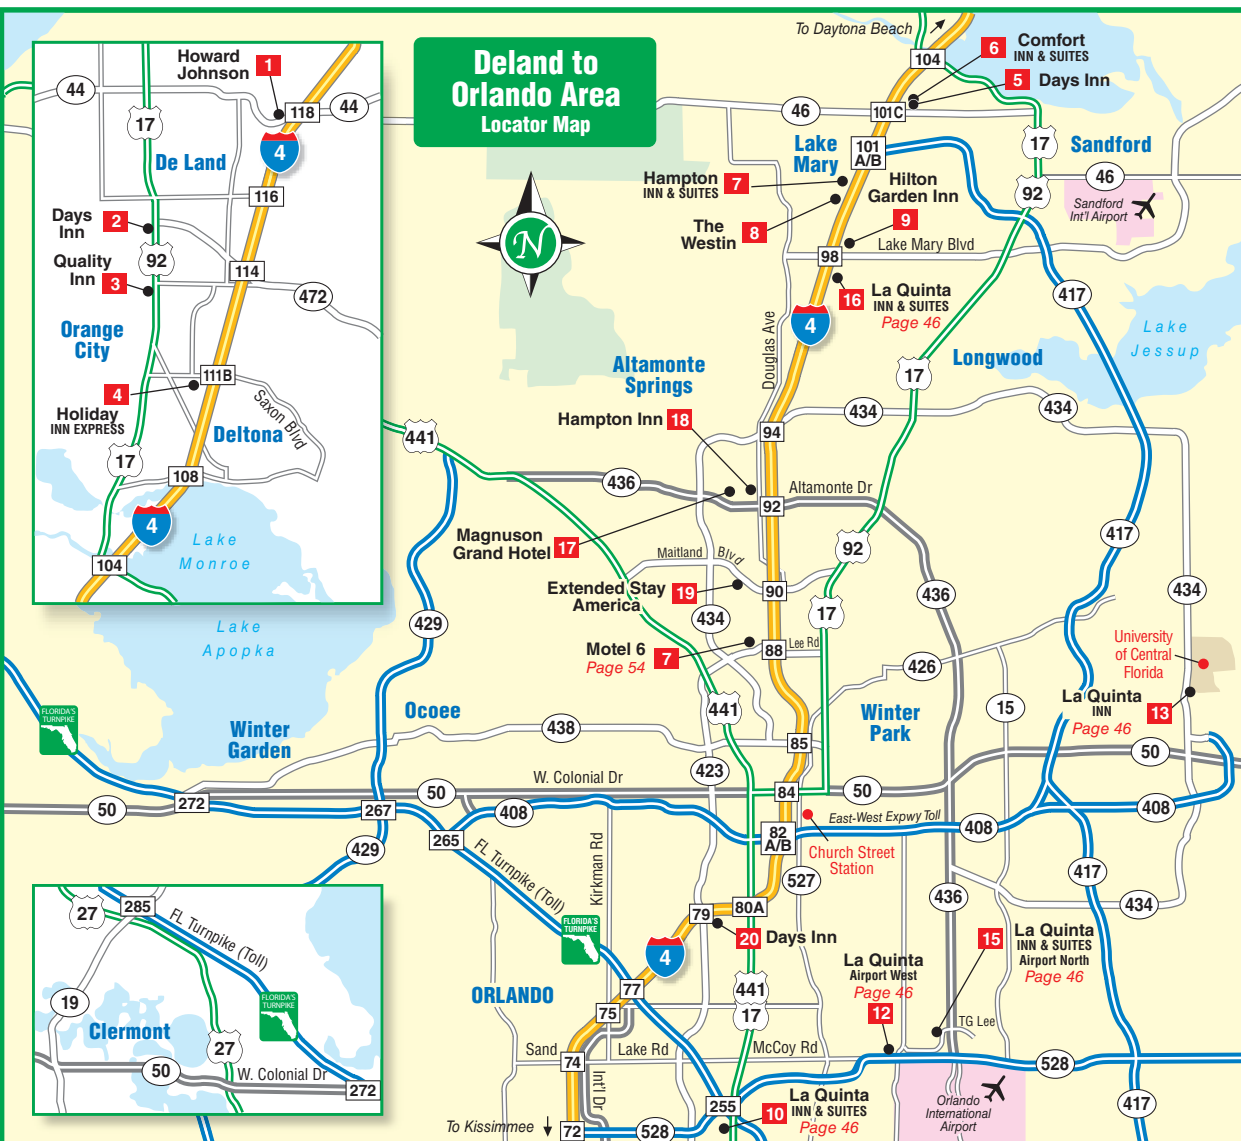 Deland to
Orlando Area
Locator Map
To Daytona Beach
104
6
Comfort
INN & SUITES
5
Days Inn
101C
46
17
Sandford
Lake
Mary
101
A/B
46
92
Sandford
Int'l Airport
Hampton
INN & SUITES
7
Hilton
Garden Inn
9
The
Westin
8
Lake Mary Blvd
98
16
La Quinta
INN & SUITES
Page 46
417
4
Douglas Ave
Lake
Jessup
Longwood
17
Altamonte
Springs
434
434
Hampton Inn
18
94
441
436
Altamonte Dr
92
Magnuson
Grand Hotel
17
92
417
Maitland
Blvd
Extended Stay
America
19
90
436
434
434
17
429
Motel 6
Page 54
7
88
Lee Rd
426
University
of Central
Florida
La Quinta
INN
Page 46
13
441
15
Ocoee
Winter
Park
Winter
Garden
438
85
50
423
W. Colonial Dr
50
84
50
272
50
267
408
East-West Expwy Toll
408
408
82
A/B
265
Church Street
Station
429
FL Turnpike (Toll)
Kirkman Rd
527
417
436
434
80A
79
20
Days Inn
15
La Quinta
INN & SUITES
Airport North
Page 46
FLORIDA'S
TURNPIKE
4
La Quinta
Airport West
Page 46
12
ORLANDO
77
441
17
75
TG Lee
Sand
Lake Rd
McCoy Rd
74
528
Int'l Dr
255
La Quinta
INN & SUITES
Page 46
10
Orlando
International
Airport
417
To Kissimmee
72
528
Howard
Johnson
1
44
118
44
17
4
De Land
116
Days
Inn
2
92
Quality
Inn
3
114
472
Orange
City
4
111B
Holiday
INN EXPRESS
Saxon Blvd
Deltona
17
108
4
Lake
Monroe
104
Lake
Apopka
FLORIDA'S
TURNPIKE
50
27
285
FL Turnpike (Toll)
19
FLORIDA'S
TURNPIKE
Clermont
27
50
W. Colonial Dr
272